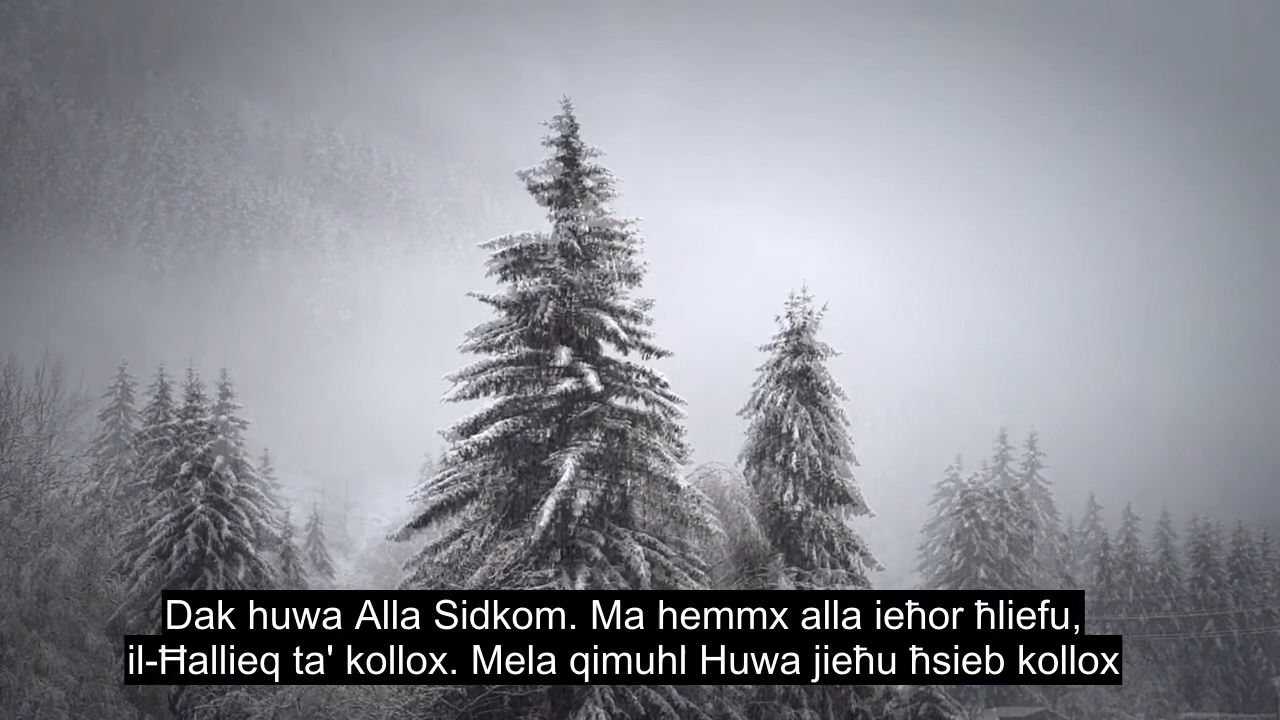 Dak huwa Alla Sidkom. Ma hemmx alla ieħor ħliefu,
il-Ħallieq ta' kollox. Mela qimuhl Huwa jieħu ħsieb kollox